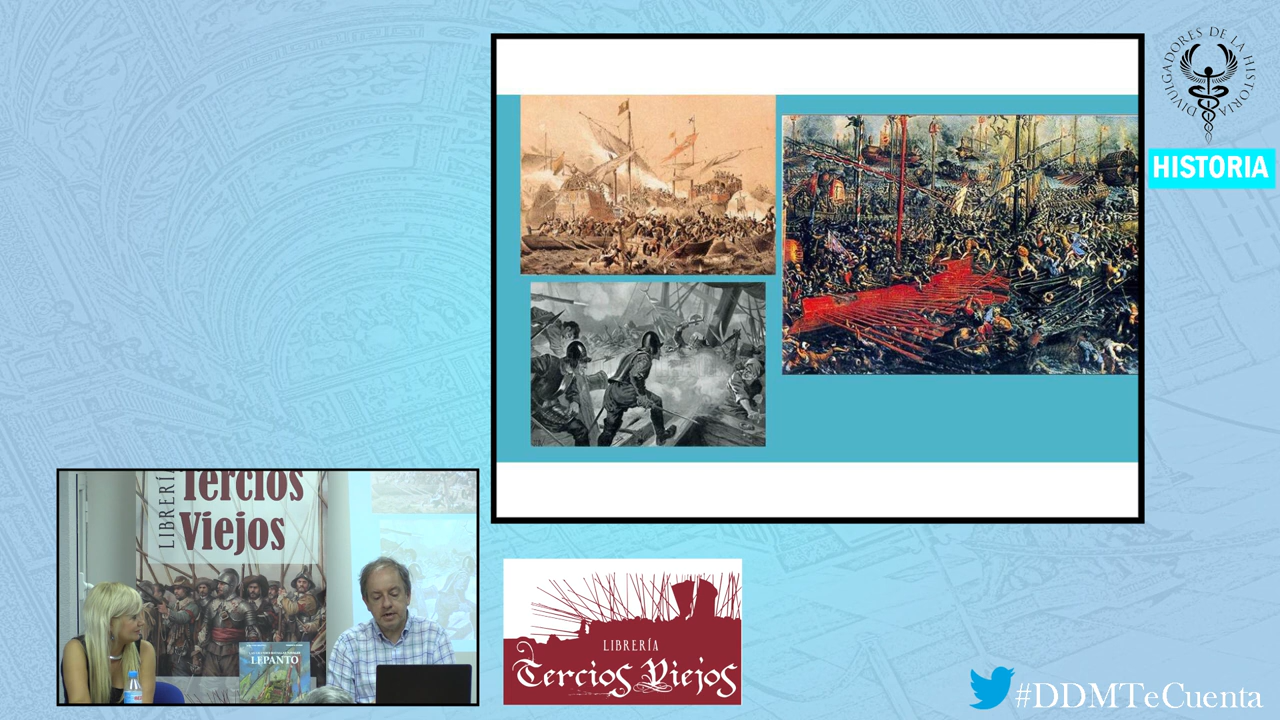 DIVULGADORES DE LA HISTORIA
HISTORIA
LIBRERÍA
Tercios
Viejos
LEPANTO
LIBRERÍA
Tercios Viejos
#DDMTeCuenta